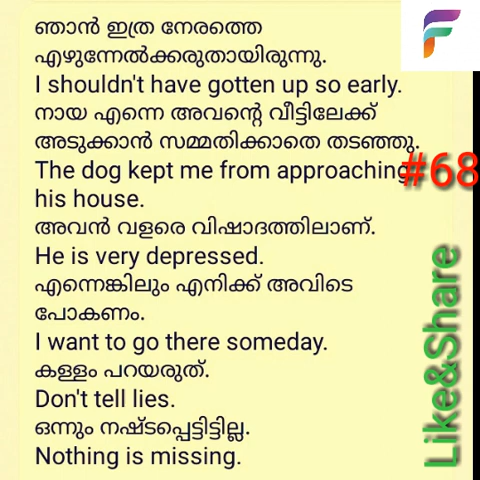 ഞാൻ ഇത്ര നേരത്തെ
എഴുന്നേൽക്കരുതായിരുന്നു.
I shouldn't have gotten up so early.
നായ എന്നെ അവന്റെ വീട്ടിലേക്ക്
അടുക്കാൻ സമ്മതിക്കാതെ തടഞ്ഞു.
The dog kept me from approaching
his house.
അവൻ വളരെ വിഷാദത്തിലാണ്.
He is very depressed.
എന്നെങ്കിലും എനിക്ക് അവിടെ
പോകണം.
I want to go there someday.
കള്ളം പറയരുത്.
Don't tell lies.
ഒന്നും നഷ്ടപ്പെട്ടിട്ടില്ല.
Nothing is missing.
#68
Like&Share